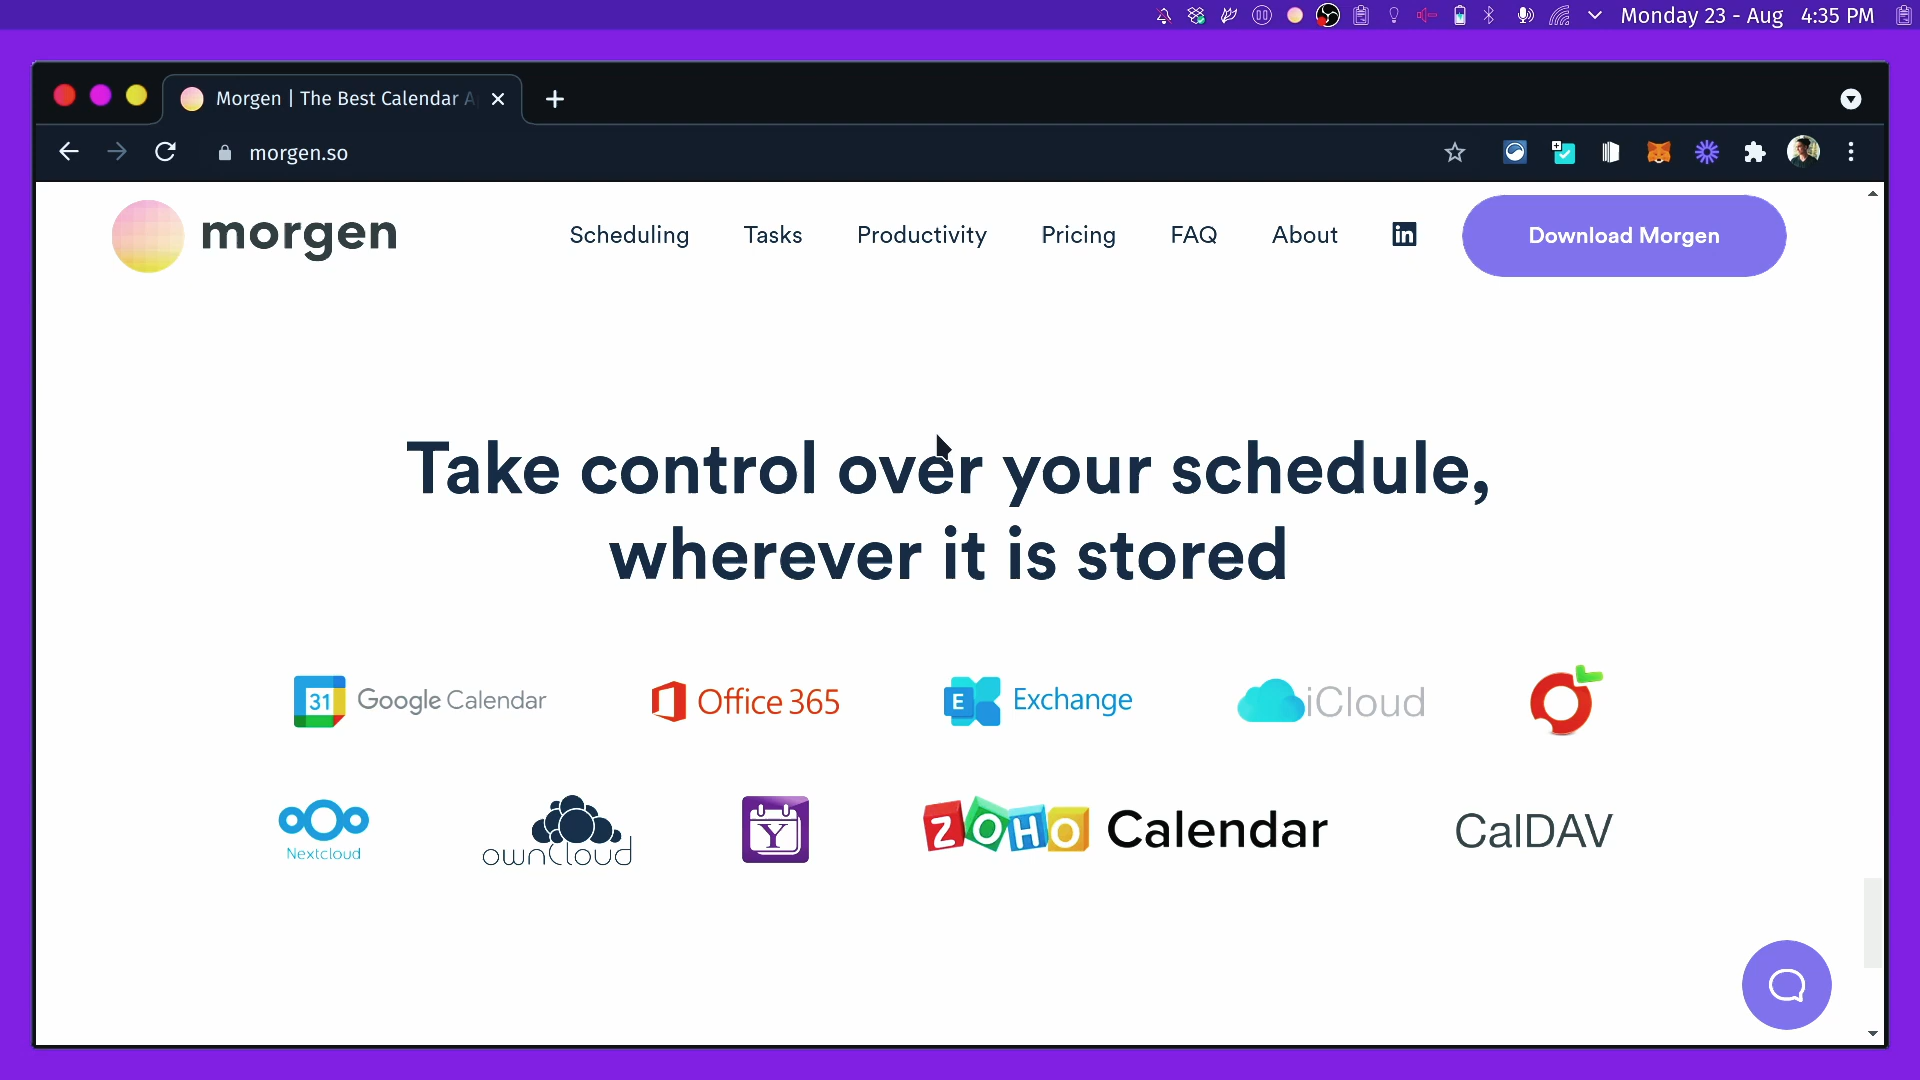 Monday 23 - Aug 4:35 PM
Morgen | The Best Calendar A
morgen.so
morgen
Scheduling Tasks Productivity Pricing FAQ About in Download Morgen
Take control over your schedule,
wherever it is stored
31 Google Calendar Office 365 E Exchange iCloud
Nextcloud ownCloud Y ZOHO Calendar CalDAV